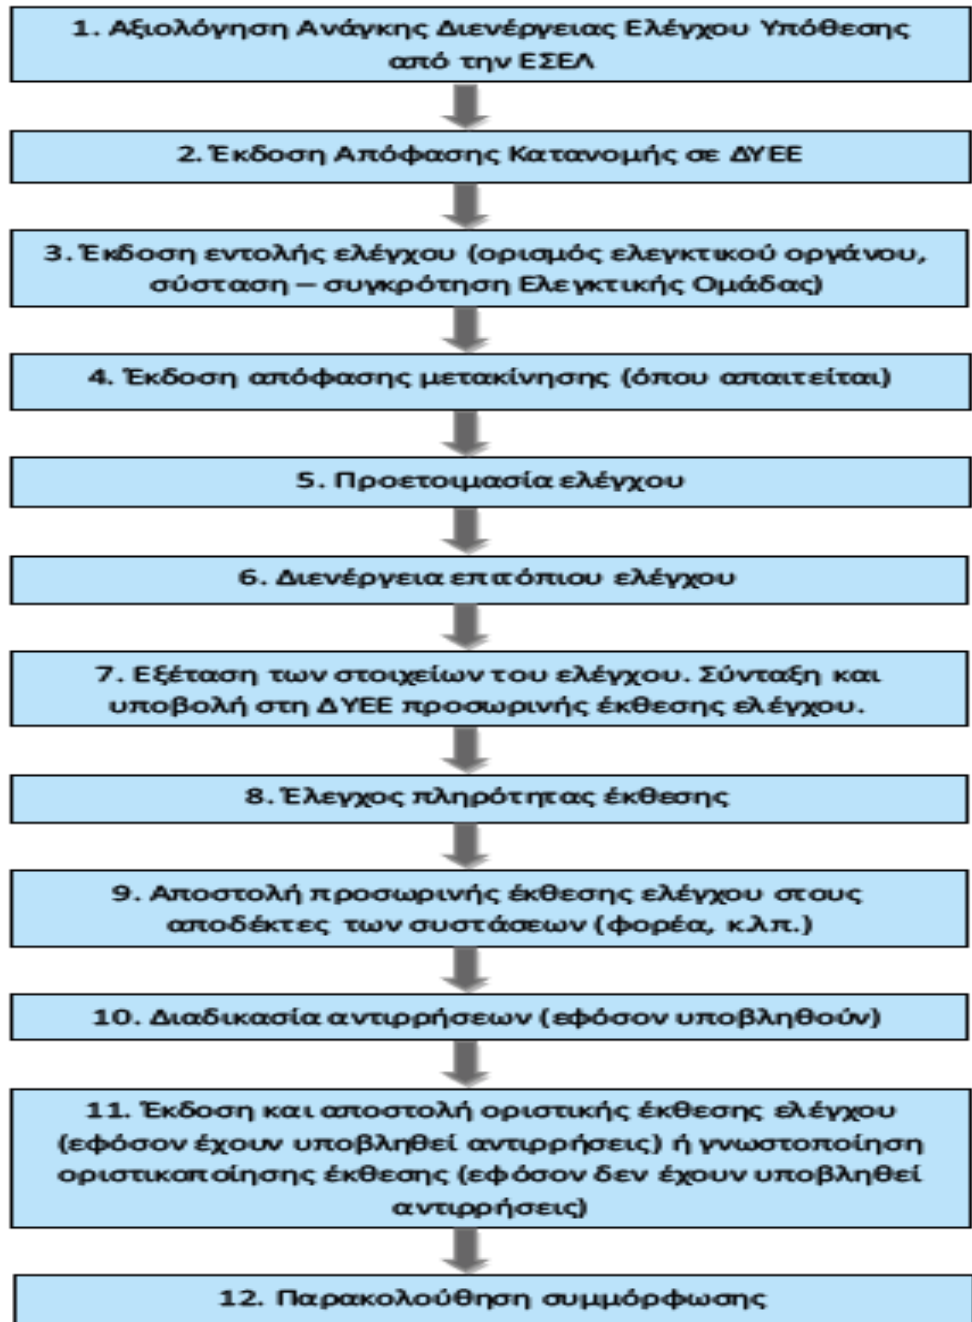 1. Αξιολόγηση Ανάγκης Διενέργειας Ελέγχου Υπόθεσης
από την ΕΣΕΛ
2. Έκδοση Απόφασης Κατανομής σε ΔΥΕΕ
3. Έκδοση εντολής ελέγχου (ορισμός ελεγκτικού οργάνου,
σύσταση – συγκρότηση Ελεγκτικής Ομάδας)
4. Έκδοση απόφασης μετακίνησης (όπου απαιτείται)
5. Προετοιμασία ελέγχου
6. Διενέργεια επιτόπιου ελέγχου
7. Εξέταση των στοιχείων του ελέγχου. Σύνταξη και
υποβολή στη ΔΥΕΕ προσωρινής έκθεσης ελέγχου.
8. Έλεγχος πληρότητας έκθεσης
9. Αποστολή προσωρινής έκθεσης ελέγχου στους
αποδέκτες των συστάσεων (φορέα, κ.λπ.)
10. Διαδικασία αντιρρήσεων (εφόσον υποβληθούν)
11. Έκδοση και αποστολή οριστικής έκθεσης ελέγχου
(εφόσον έχουν υποβληθεί αντιρρήσεις) ή γνωστοποίηση
οριστικοποίησης έκθεσης (εφόσον δεν έχουν υποβληθεί
αντιρρήσεις)
12. Παρακολούθηση συμμόρφωσης